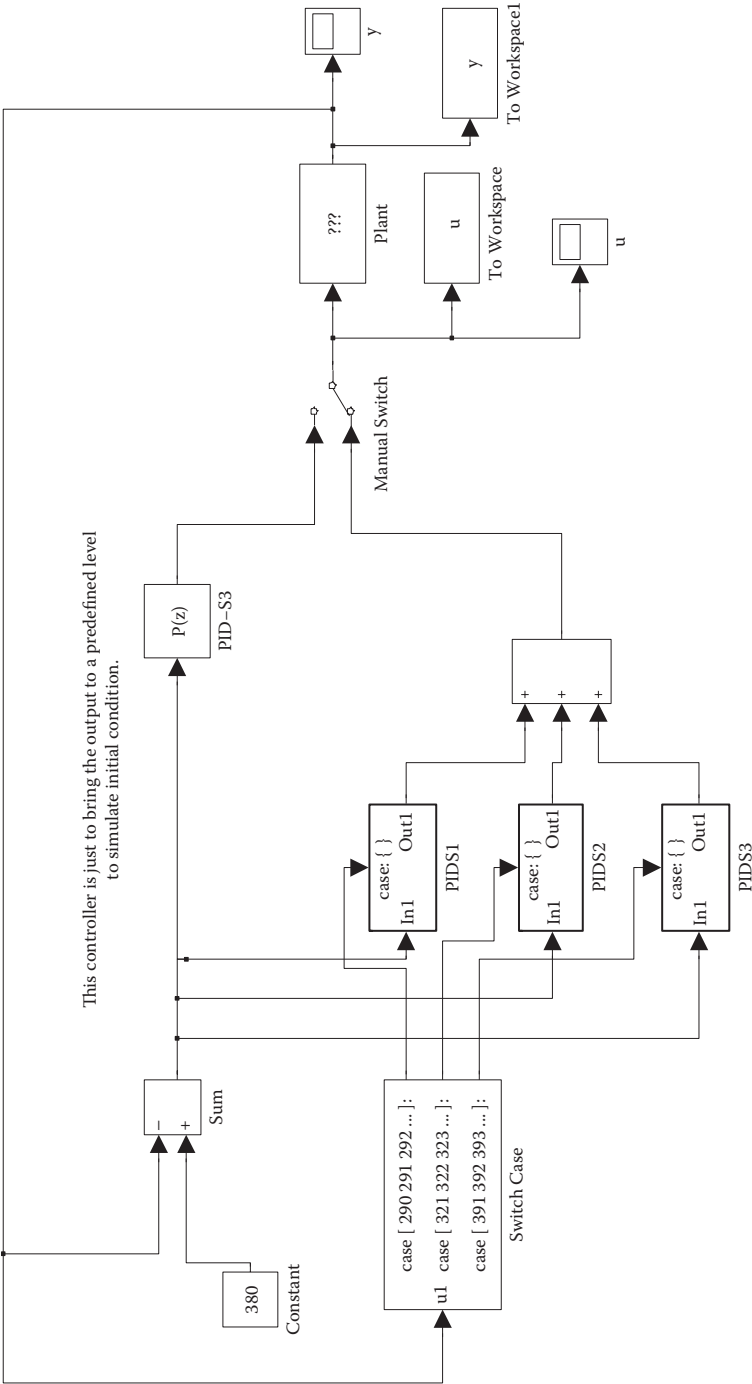 This controller is just to bring the output to a predefined level
to simulate initial condition.
380
Constant
−
+
Sum
P(z)
PID–S3
u1
case [ 290 291 292 ... ]:
case [ 321 322 323 ... ]:
case [ 391 392 393 ... ]:
Switch Case
case: { }
In1
Out1
PIDS1
case: { }
In1
Out1
PIDS2
case: { }
In1
Out1
PIDS3
+
+
+
Manual Switch
???
Plant
u
To Workspace
u
y
y
To Workspace1